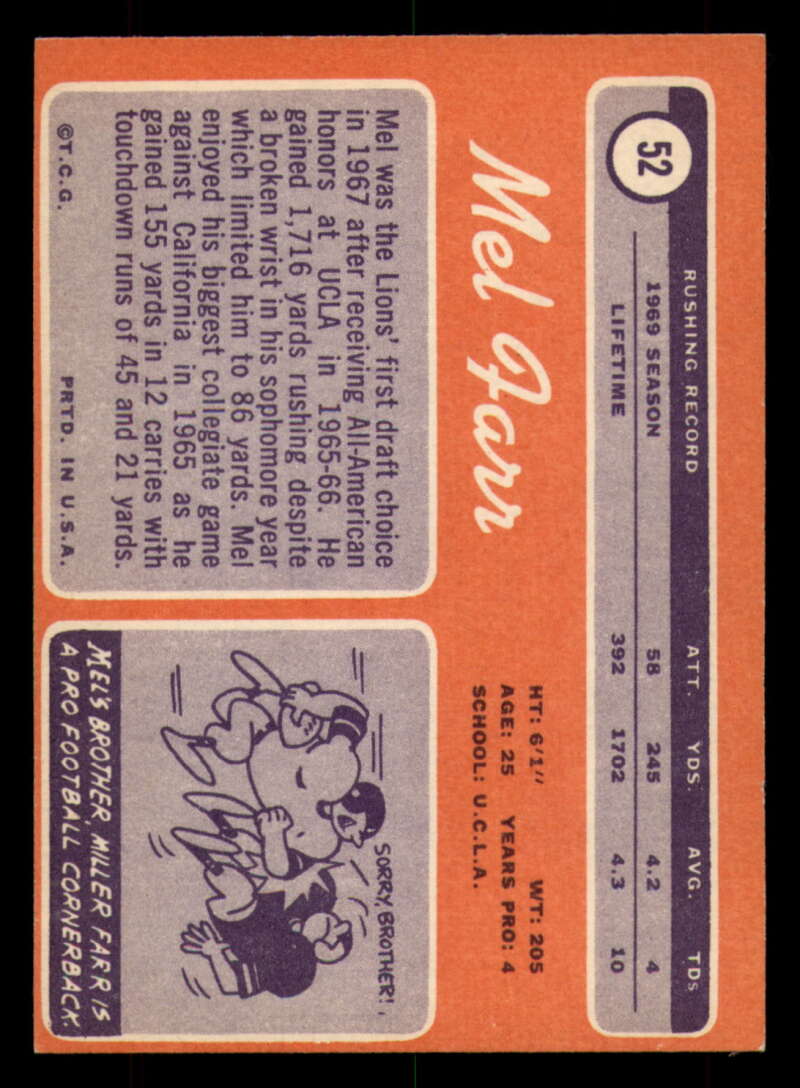 52
RUSHING RECORD ATT. YDS. AVG. TDs
1969 SEASON 58 245 4.2 4
LIFETIME 392 1702 4.3 10
Mel Farr
HT: 6'1" WT: 205
AGE: 25 YEARS PRO: 4
SCHOOL: U.C.L.A.
Mel was the Lions' first draft choice
in 1967 after receiving All-American
honors at UCLA in 1965-66. He
gained 1,716 yards rushing despite
a broken wrist in his sophomore year
which limited him to 86 yards. Mel
enjoyed his biggest collegiate game
against California in 1965 as he
gained 155 yards in 12 carries with
touchdown runs of 45 and 21 yards.
©T.C.G. PRTD. IN U.S.A.
SORRY, BROTHER!
MEL'S BROTHER, MILLER FARR IS
A PRO FOOTBALL CORNERBACK.